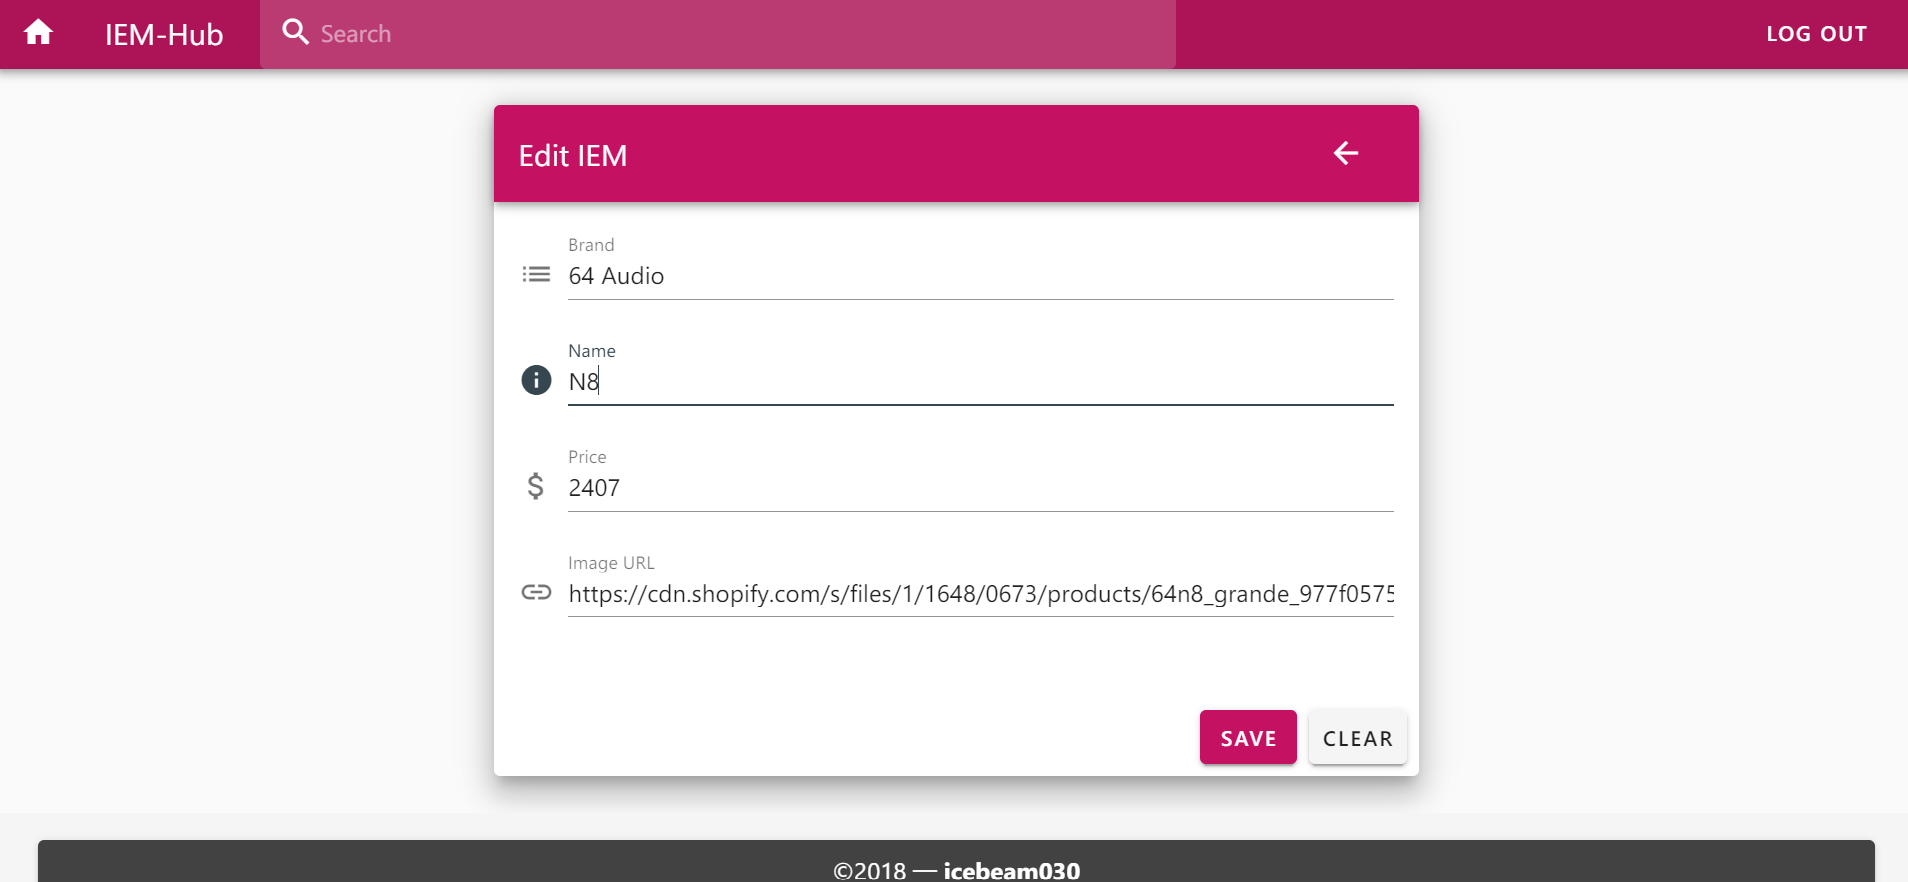 IEM-Hub
Search
LOG OUT
Edit IEM
Brand
64 Audio
Name
N8
Price
2407
Image URL
https://cdn.shopify.com/s/files/1/1648/0673/products/64n8_grande_977f0575
SAVE
CLEAR
©2018 — icebeam030